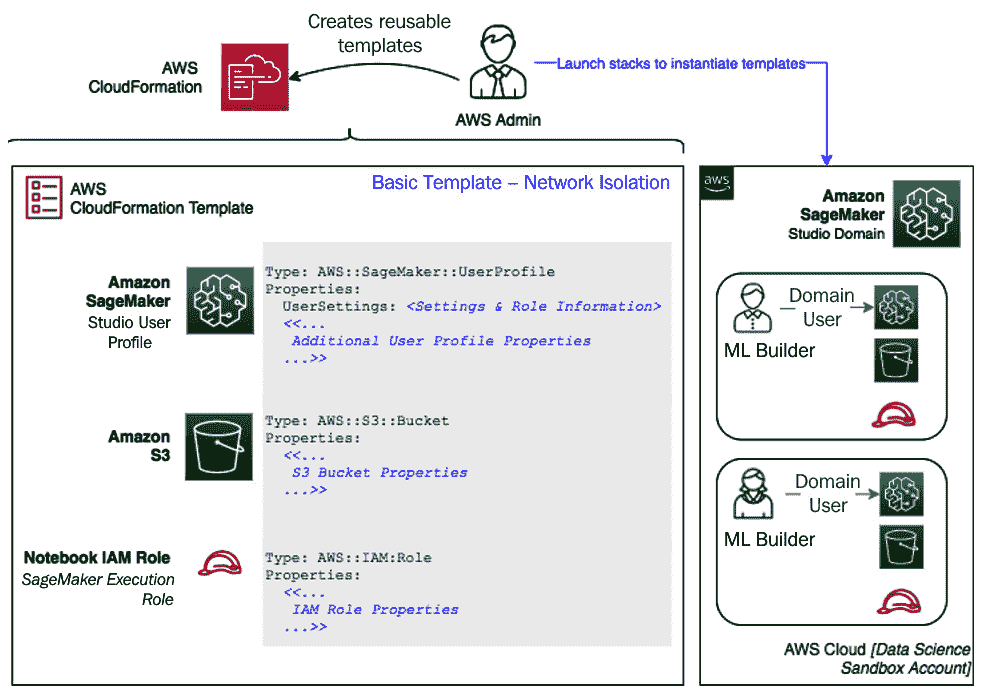 Creates reusable
templates
AWS
CloudFormation
Launch stacks to instantiate templates
AWS Admin
AWS
CloudFormation Template
Basic Template – Network Isolation
Amazon
SageMaker
Studio User
Profile
Type: AWS::SageMaker::UserProfile
Properties:
UserSettings: <Settings & Role Information>
<<...
Additional User Profile Properties
...>>
Amazon
S3
Type: AWS::S3::Bucket
Properties:
<<...
S3 Bucket Properties
...>>
Notebook IAM Role
SageMaker Execution
Role
Type: AWS::IAM:Role
Properties:
<<...
IAM Role Properties
...>>
aws
Amazon
SageMaker
Studio Domain
Domain
User
ML Builder
Domain
User
ML Builder
AWS Cloud [Data Science
Sandbox Account]